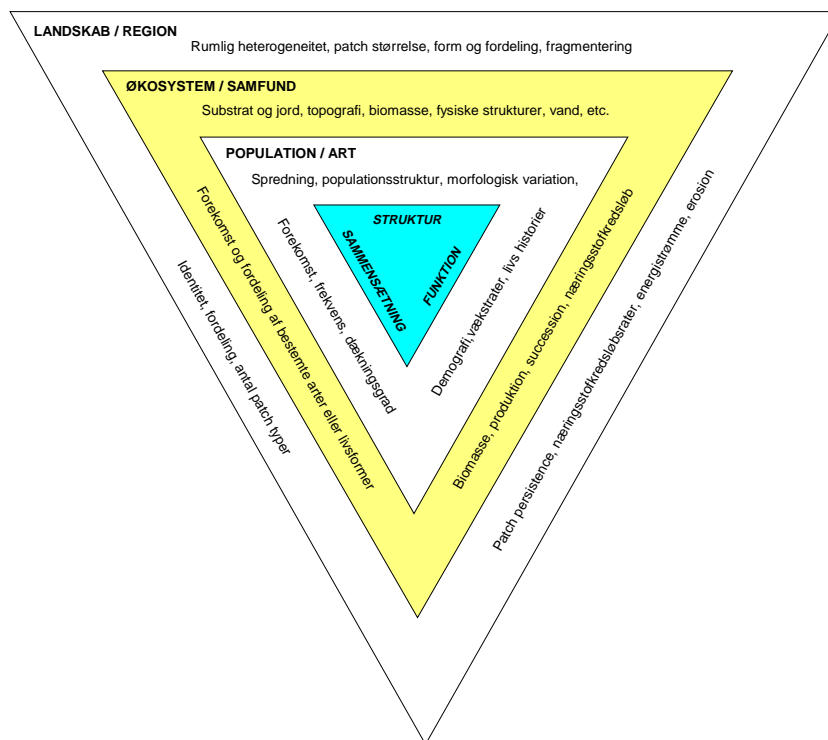 LANDSKAB / REGION
Rumlig heterogeneitet, patch størrelse, form og fordeling, fragmentering
ØKOSYSTEM / SAMFUND
Substrat og jord, topografi, biomasse, fysiske strukturer, vand, etc.
POPULATION / ART
Spredning, populationsstruktur, morfologisk variation,
STRUKTUR
SAMMENSÆTNING
FUNKTION
Forekomst, frekvens, dækningsgrad
Demografi,vækstrater, livs historier
Forekomst og fordeling af bestemte arter eller livsformer
Biomasse, produktion, succession, næringsstofkredsløb
Identitet, fordeling, antal patch typer
Patch persistence, næringsstofkredsløbsrater, energistrømme, erosion